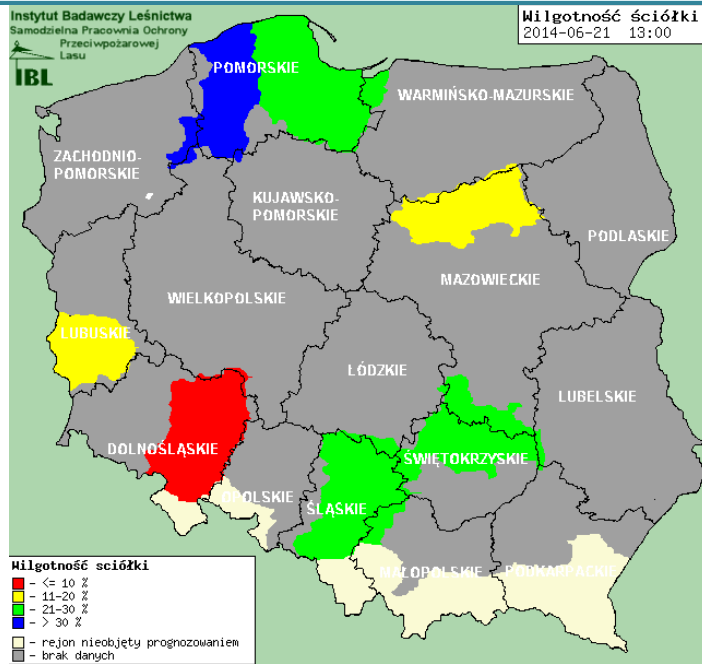 Instytut Badawczy Leśnictwa
Samodzielna Pracownia Ochrony
Przeciwpożarowej
Lasu
IBL
Wilgotność ściółki
2014-06-21 13:00
POMORSKIE
WARMIŃSKO-MAZURSKIE
ZACHODNIO-
POMORSKIE
KUJAWSKO-
POMORSKIE
PODLASKIE
MAZOWIECKIE
WIELKOPOLSKIE
LUBUSKIE
ŁÓDZKIE
LUBELSKIE
DOLNOŚLĄSKIE
ŚWIĘTOKRZYSKIE
OPOLSKIE
ŚLĄSKIE
MAŁOPOLSKIE
PODKARPACKIE
Wilgotność sciółki
- <= 10 %
- 11-20 %
- 21-30 %
- > 30 %
- rejon nieobjęty prognozowaniem
- brak danych